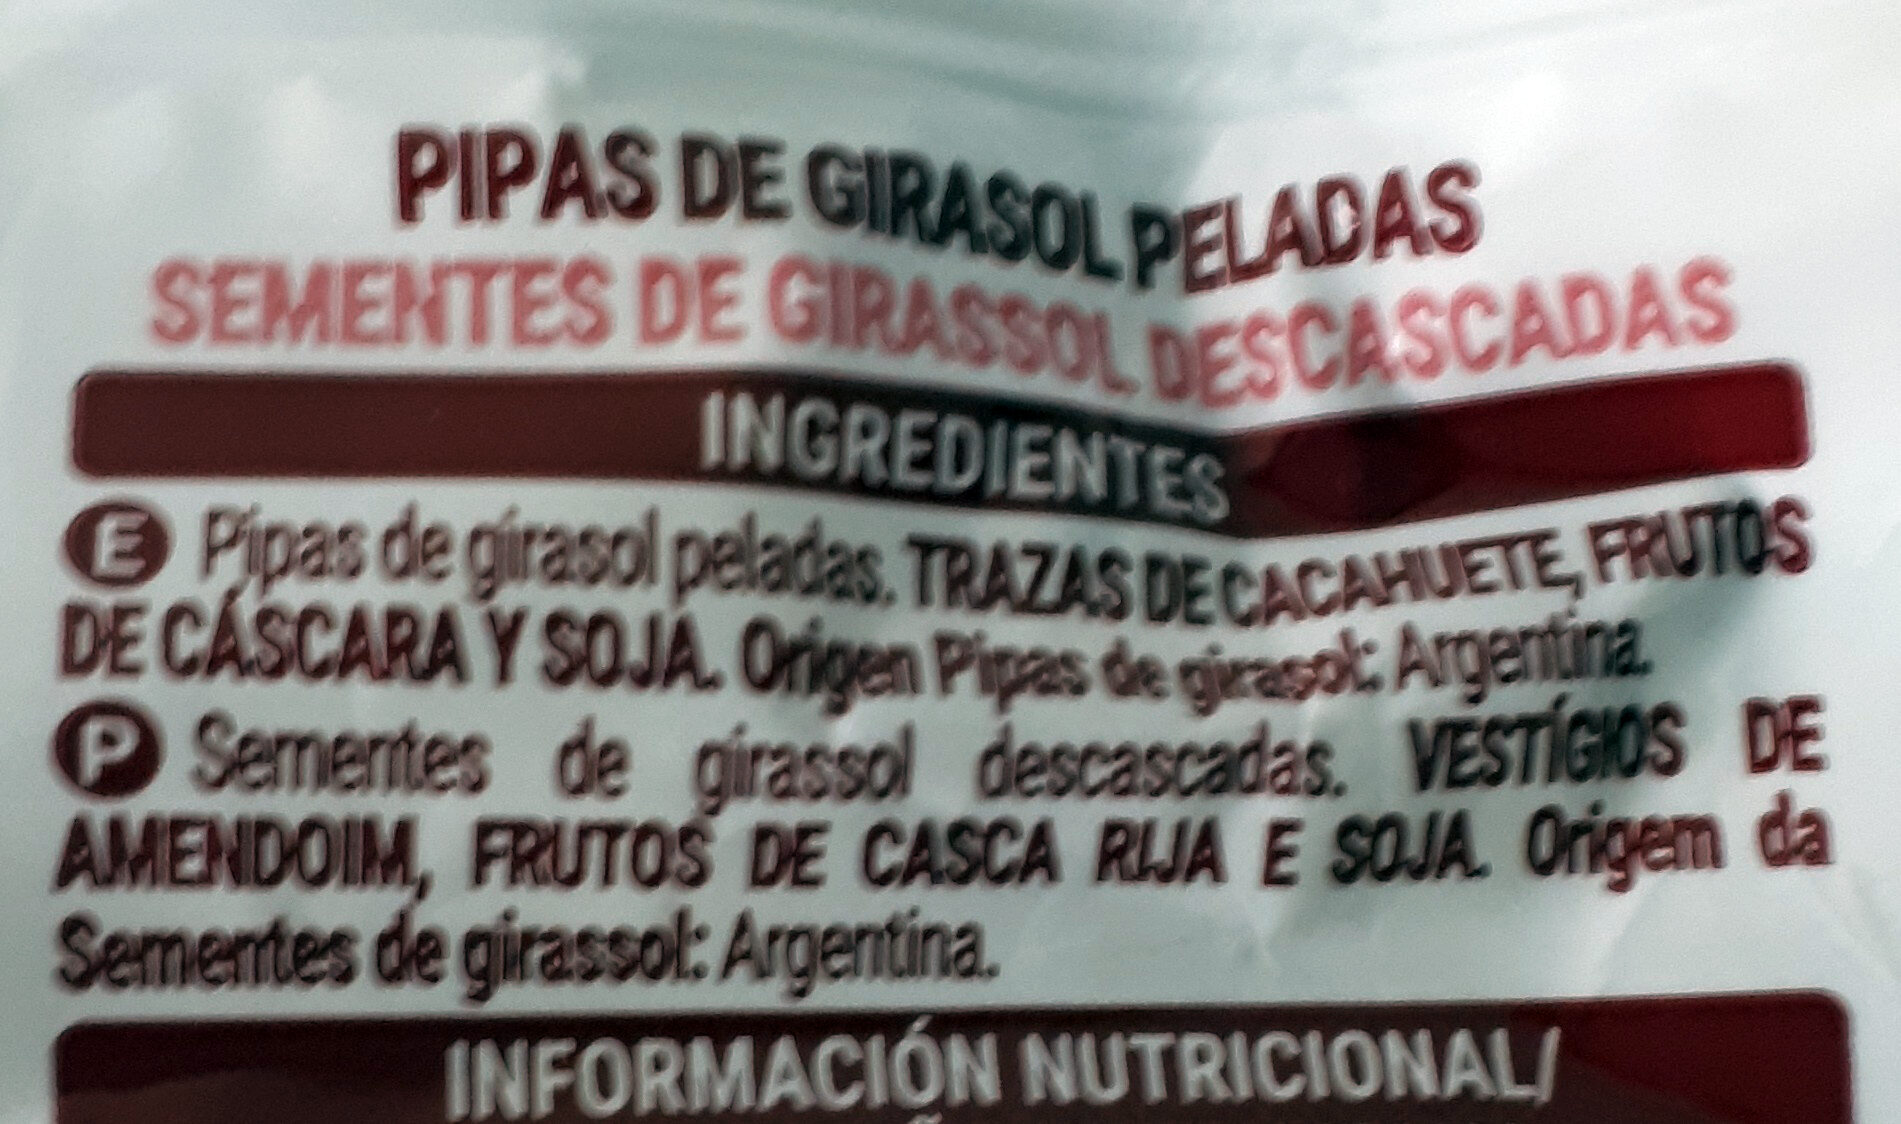 PIPAS DE GIRASOL PELADAS
SEMENTES DE GIRASSOL DESCASCADAS
INGREDIENTES
E Pipas de girasol peladas. TRAZAS DE CACAHUETE, FRUTOS
DE CÁSCARA Y SOJA. Origen Pipas de girasol: Argentina.
P Sementes de girassol descascadas. VESTÍGIOS DE
AMENDOIM, FRUTOS DE CASCA RIJA E SOJA. Origem da
Sementes de girassol: Argentina.
INFORMACIÓN NUTRICIONAL/